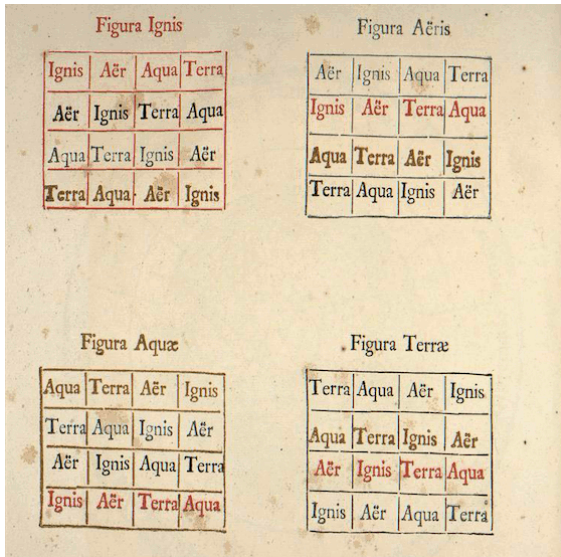 Figura Ignis
Ignis Aër Aqua Terra
Aër Ignis Terra Aqua
Aqua Terra Ignis Aër
Terra Aqua Aër Ignis
Figura Aëris
Aër Ignis Aqua Terra
Ignis Aër Terra Aqua
Aqua Terra Aër Ignis
Terra Aqua Ignis Aër
Figura Aquæ
Aqua Terra Aër Ignis
Terra Aqua Ignis Aër
Aër Ignis Aqua Terra
Ignis Aër Terra Aqua
Figura Terræ
Terra Aqua Aër Ignis
Aqua Terra Ignis Aër
Aër Ignis Terra Aqua
Ignis Aër Aqua Terra